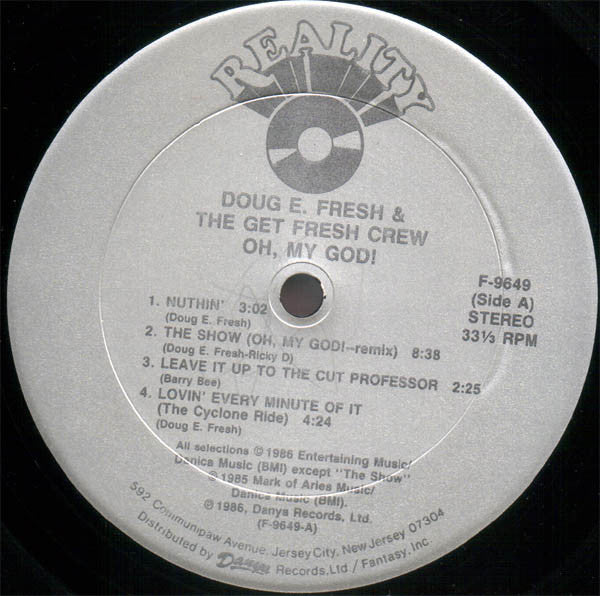 REALITY
DOUG E. FRESH &
THE GET FRESH CREW
OH, MY GOD!
F-9649
(Side A)
STEREO
33⅓ RPM
1. NUTHIN' 3:02
(Doug E. Fresh)
2. THE SHOW (OH, MY GOD!--remix) 8:38
(Doug E. Fresh-Ricky D)
3. LEAVE IT UP TO THE CUT PROFESSOR 2:25
(Barry Bee)
4. LOVIN' EVERY MINUTE OF IT
(The Cyclone Ride) 4:24
(Doug E. Fresh)
All selections © 1986 Entertaining Music/
Danica Music (BMI) except "The Show"
© 1985 Mark of Aries Music/
Danica Music (BMI).
℗ 1986, Danya Records, Ltd.
(F-9649-A)
592 Communipaw Avenue, Jersey City, New Jersey 07304
Distributed by Danya Records, Ltd / Fantasy, Inc.